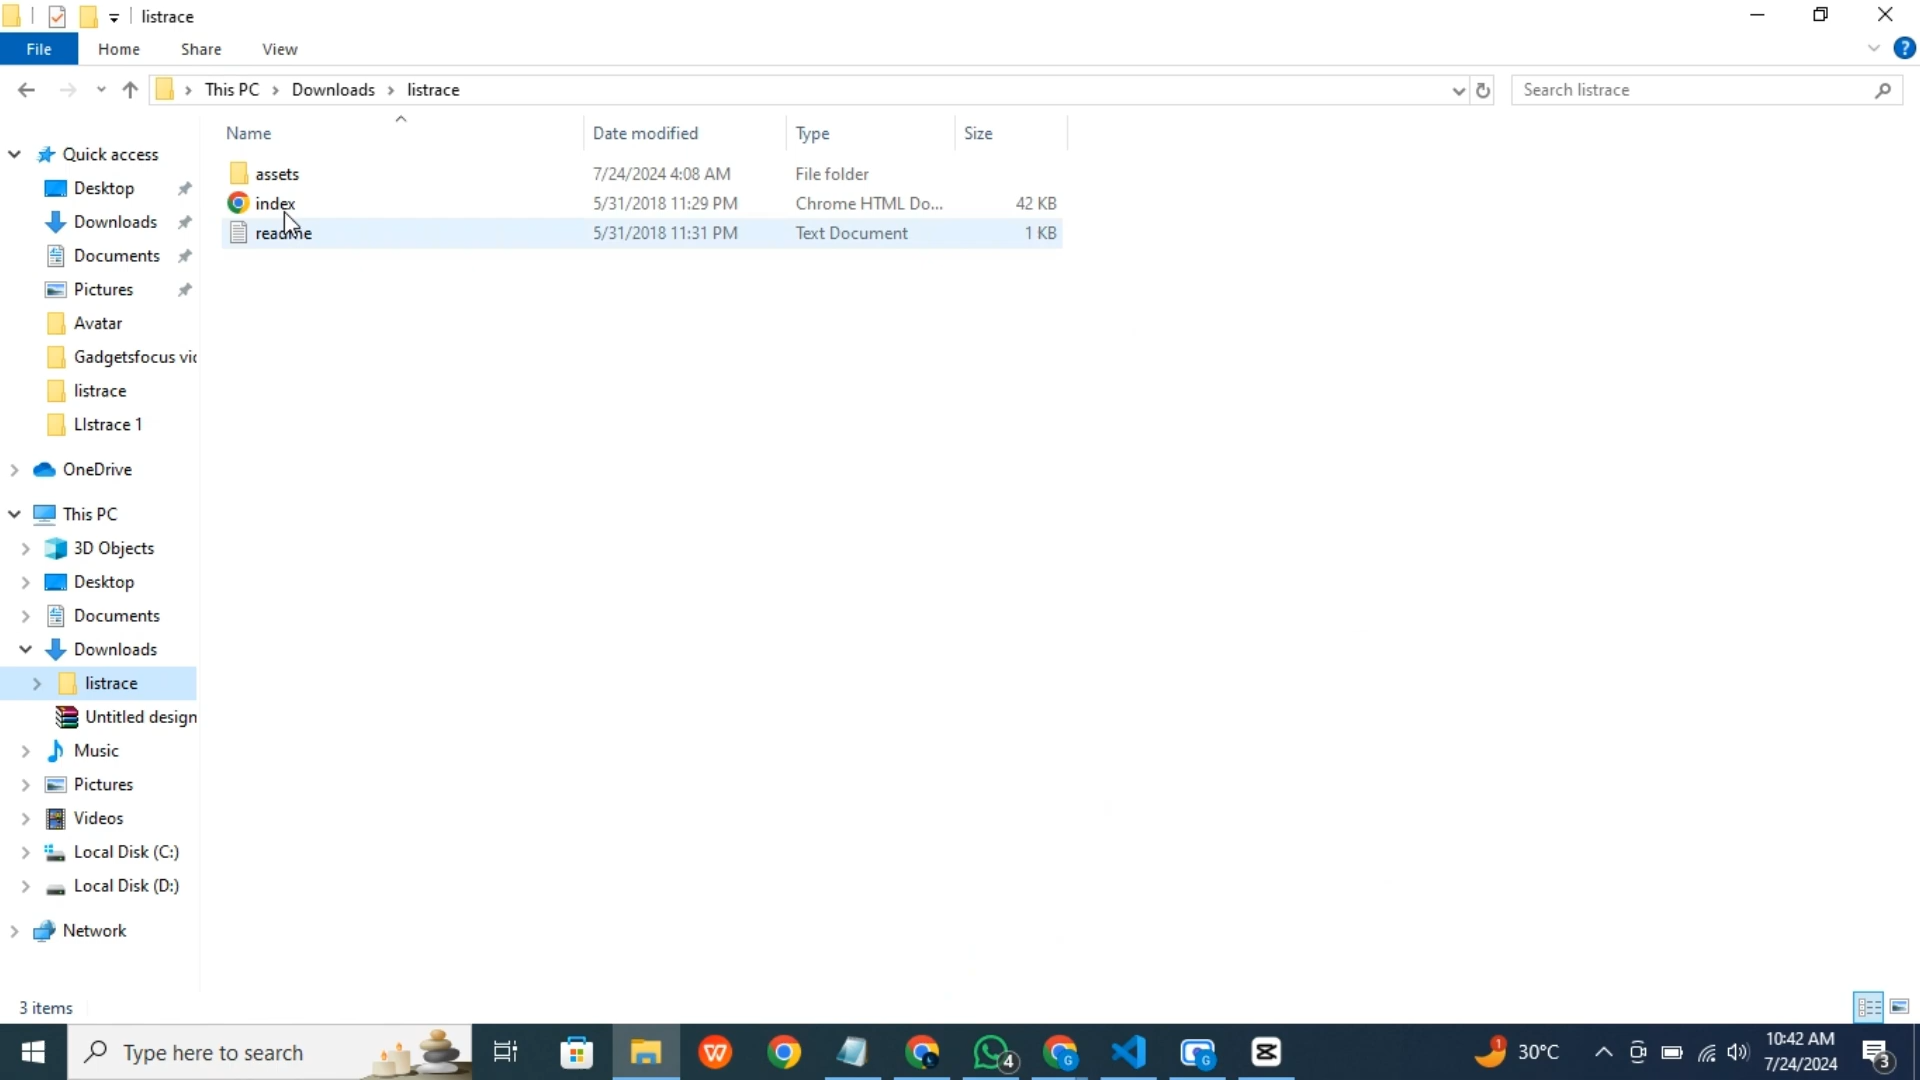 listrace
File Home Share View ?
This PC Downloads listrace Search listrace
Name Date modified Type Size
assets 7/24/2024 4:08 AM File folder
index 5/31/2018 11:29 PM Chrome HTML Do... 42 KB
readme 5/31/2018 11:31 PM Text Document 1 KB
Quick access
Desktop
Downloads
Documents
Pictures
Avatar
Gadgetsfocus vic
listrace
LIstrace 1
OneDrive
This PC
3D Objects
Desktop
Documents
Downloads
listrace
Untitled design
Music
Pictures
Videos
Local Disk (C:)
Local Disk (D:)
Network
3 items
Type here to search W G 4 G G 1 30°C 10:42 AM 3
7/24/2024